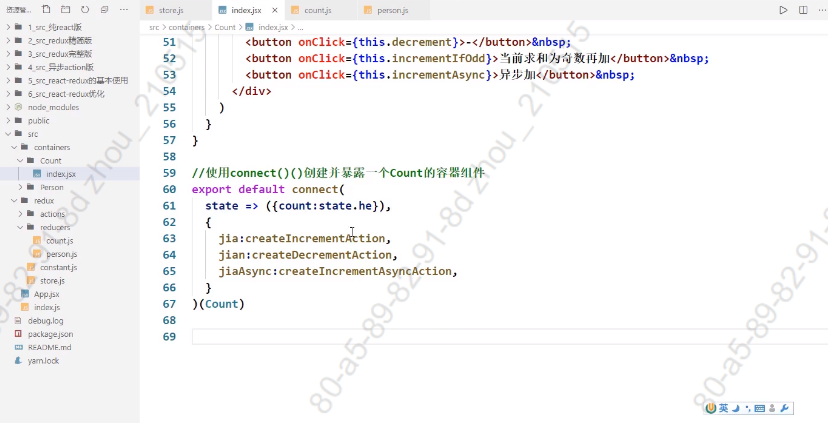 资源管...
store.js
index.jsx
count.js
person.js
src > containers > Count > index.jsx > ...
1_src_纯react版
2_src_redux精简版
3_src_redux完整版
4_src_异步action版
5_src_react-redux的基本使用
6_src_react-redux优化
node_modules
public
src
containers
Count
index.jsx
Person
redux
actions
reducers
count.js
person.js
constant.js
store.js
App.jsx
index.js
debug.log
package.json
README.md
yarn.lock
51 <button onClick={this.decrement}>-</button>&nbsp;
52 <button onClick={this.incrementIfOdd}>当前求和为奇数再加</button>&nbsp;
53 <button onClick={this.incrementAsync}>异步加</button>&nbsp;
54 </div>
55 )
56 }
57 }
58
59 //使用connect()()创建并暴露一个Count的容器组件
60 export default connect(
61 state => ({count:state.he}),
62 {
63 jia:createIncrementAction,
64 jian:createDecrementAction,
65 jiaAsync:createIncrementAsyncAction,
66 }
67 )(Count)
68
69
英
80-a5-89-82-91-8d zhou_ 210515